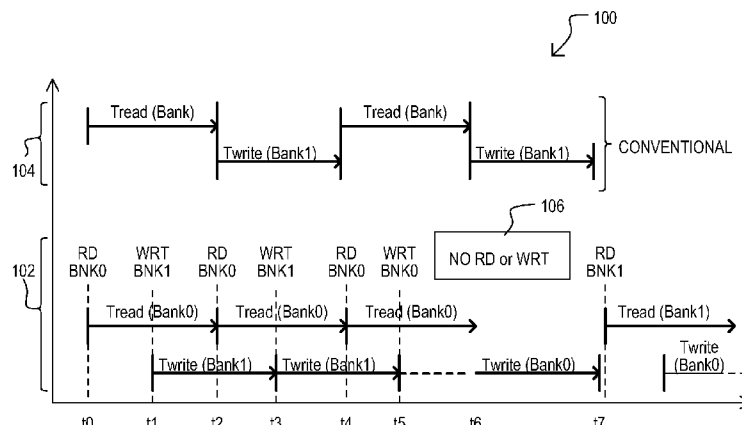 100
Tread (Bank)
Tread (Bank)
Twrite (Bank1)
Twrite (Bank1)
CONVENTIONAL
104
106
RD BNK0
WRT BNK1
RD BNK0
WRT BNK1
RD BNK0
WRT BNK0
NO RD or WRT
RD BNK1
102
Tread (Bank0)
Tread (Bank0)
Tread (Bank0)
Tread (Bank1)
Twrite (Bank1)
Twrite (Bank1)
Twrite (Bank0)
Twrite (Bank0)
t0 t1 t2 t3 t4 t5 t6 t7